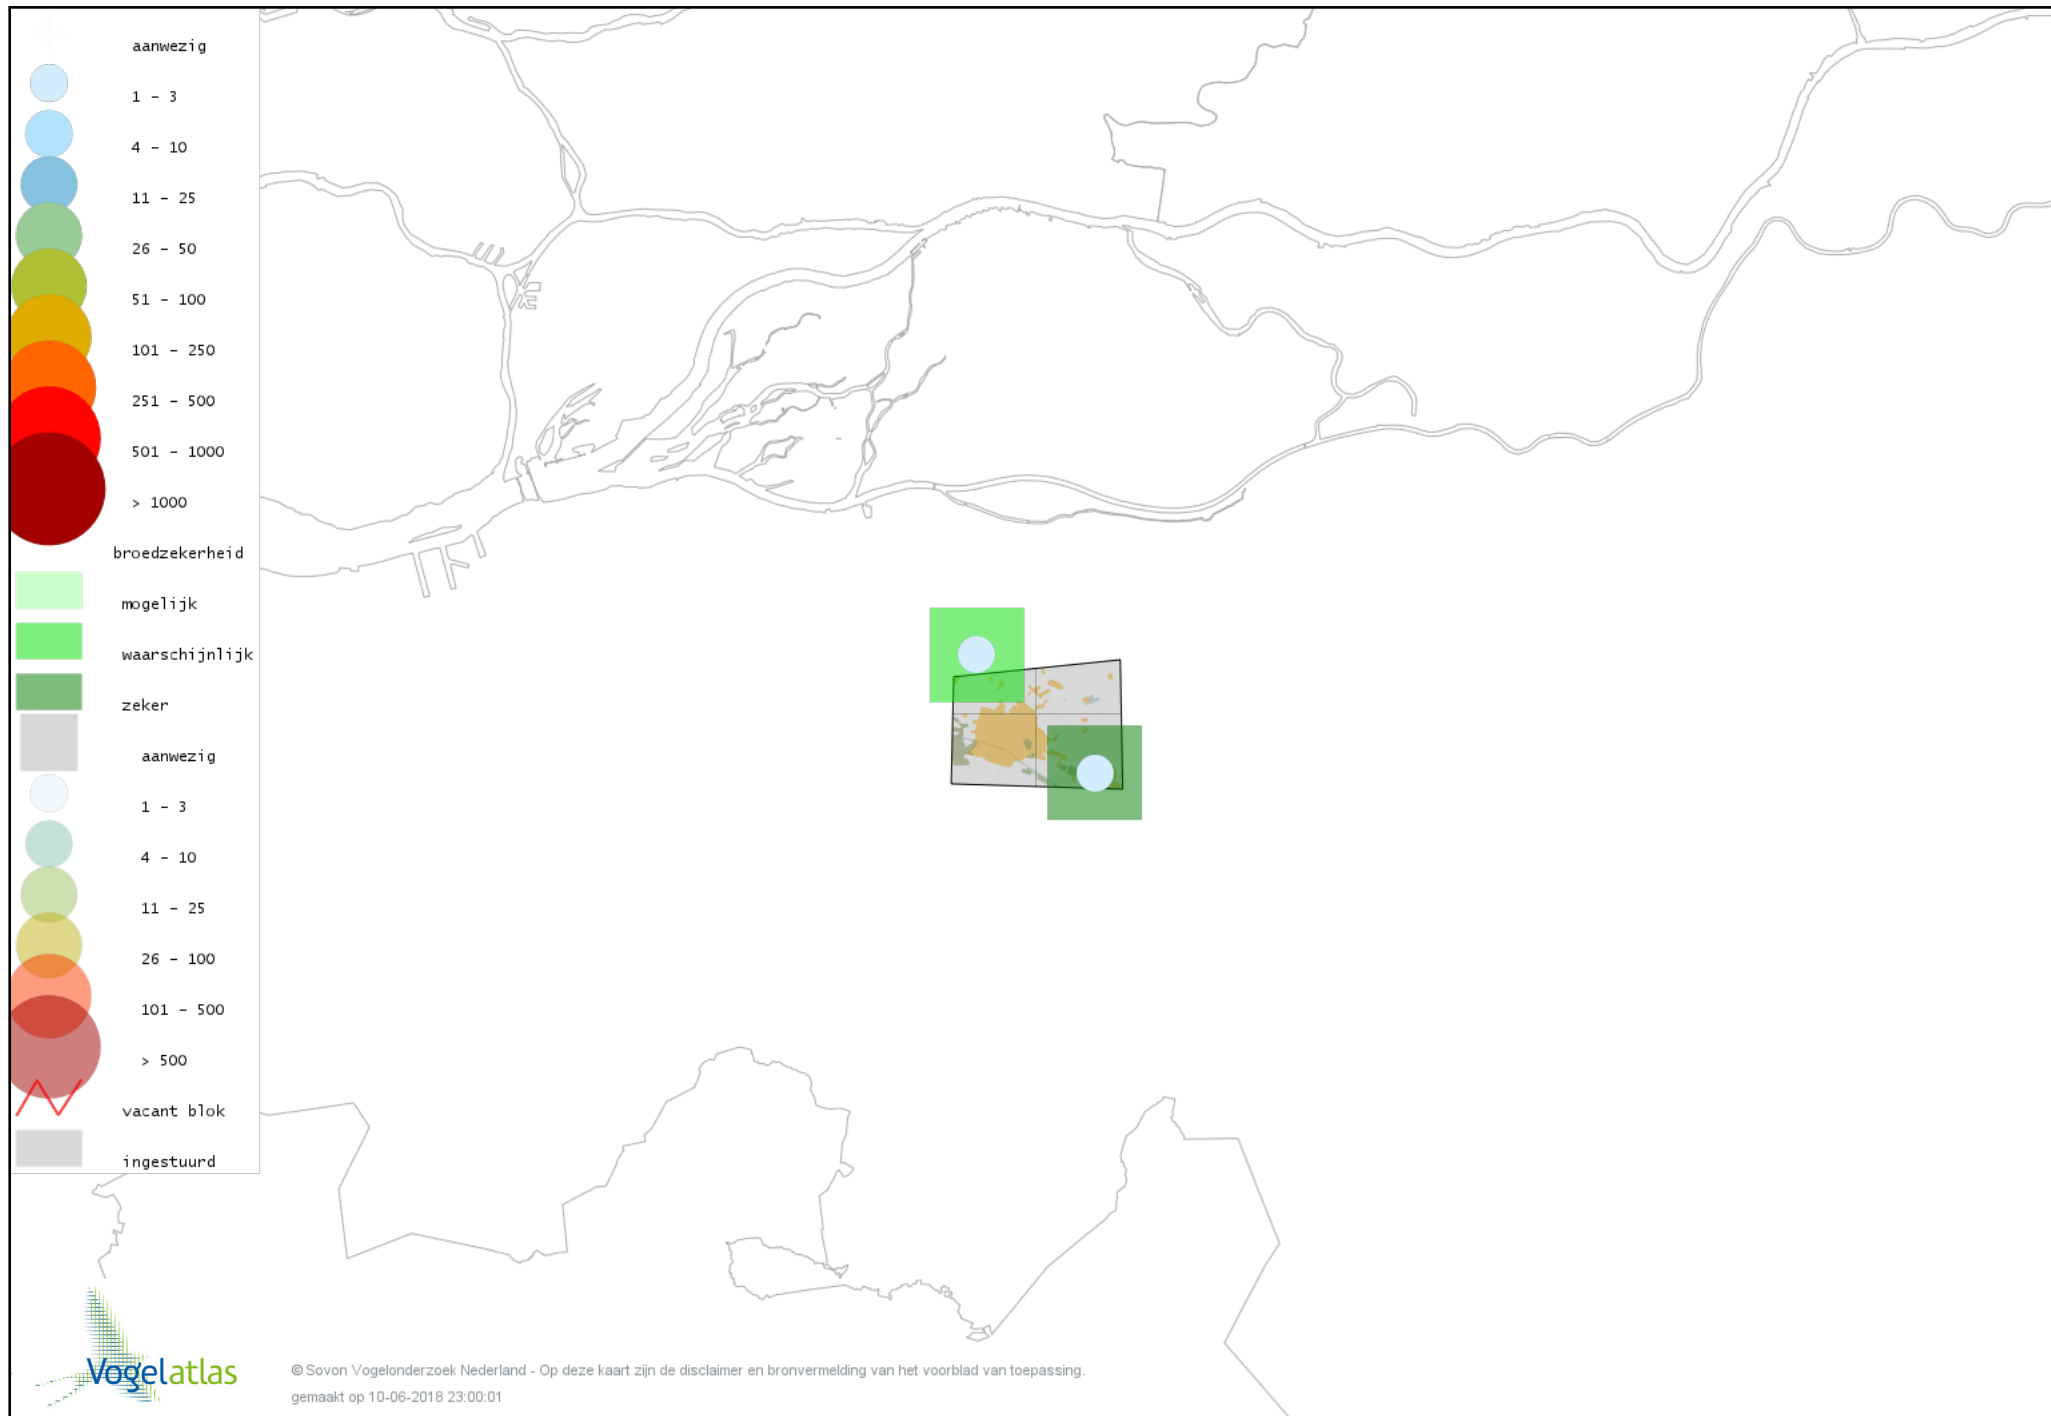 aanwezig
1 - 3
4 - 10
11 - 25
26 - 50
51 - 100
101 - 250
251 - 500
501 - 1000
> 1000
broedzekerheid
mogelijk
waarschijnlijk
zeker
aanwezig
1 - 3
4 - 10
11 - 25
26 - 100
101 - 500
> 500
vacant blok
ingestuurd
Vogelatlas
© Sovon Vogelonderzoek Nederland - Op deze kaart zijn de disclaimer en bronvermelding van het voorblad van toepassing.
gemaakt op 10-06-2018 23:00:01